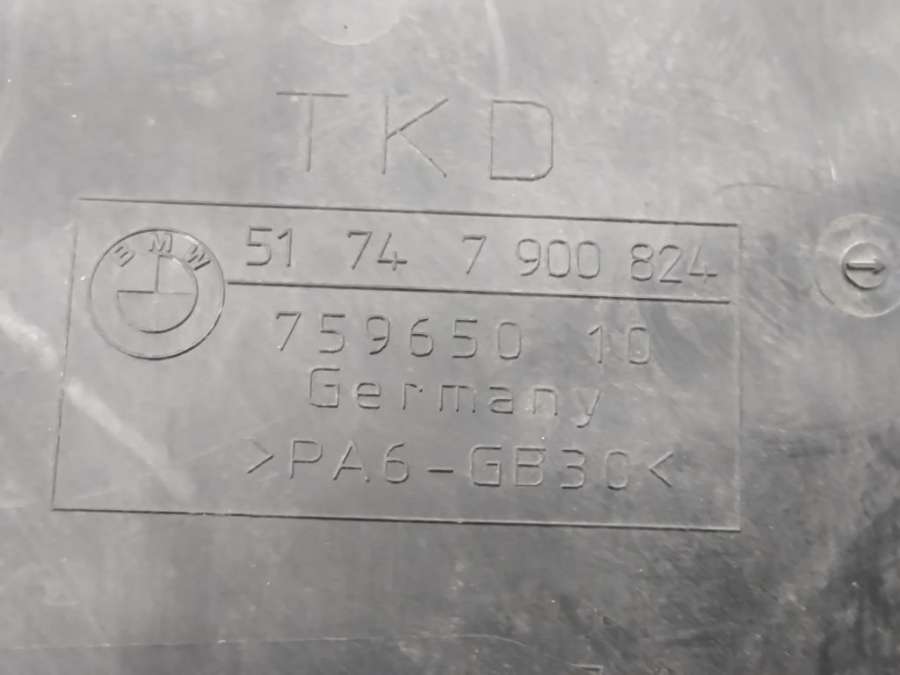 TKD
BMW
51 74 7 900 824
759650 10
Germany
>PA6-GB30<